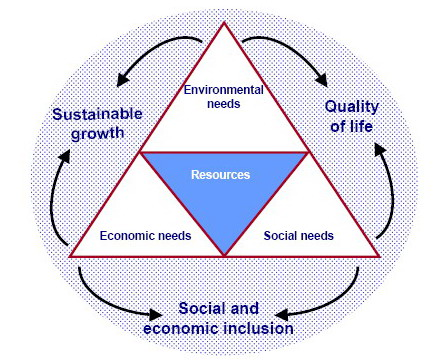 Environmental
needs
Sustainable
growth
Quality
of life
Resources
Economic needs
Social needs
Social and
economic inclusion